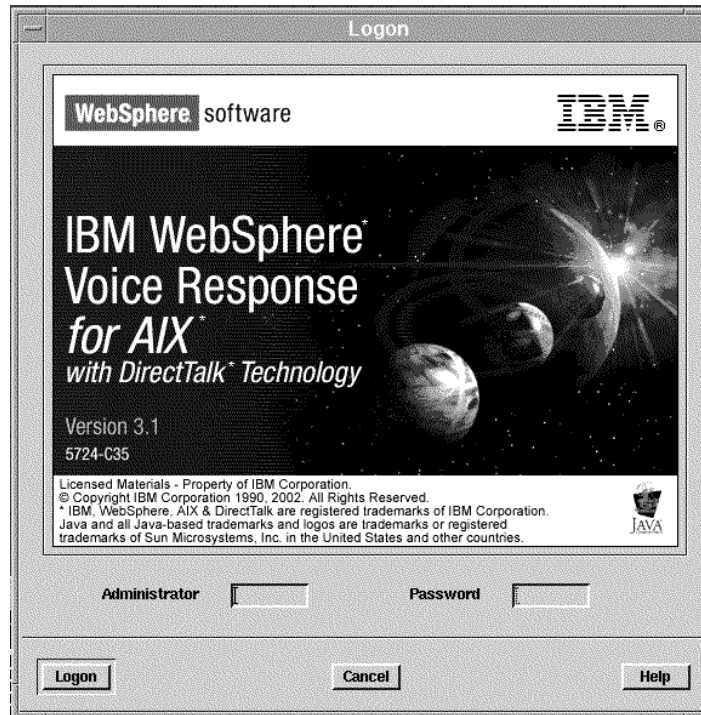 Logon
WebSphere software IBM®
IBM WebSphere*
Voice Response
for AIX*
with DirectTalk* Technology
Version 3.1
5724-C35
Licensed Materials - Property of IBM Corporation.
© Copyright IBM Corporation 1990, 2002. All Rights Reserved.
* IBM, WebSphere, AIX & DirectTalk are registered trademarks of IBM Corporation.
Java and all Java-based trademarks and logos are trademarks or registered
trademarks of Sun Microsystems, Inc. in the United States and other countries.
JAVA
Administrator Password
Logon Cancel Help